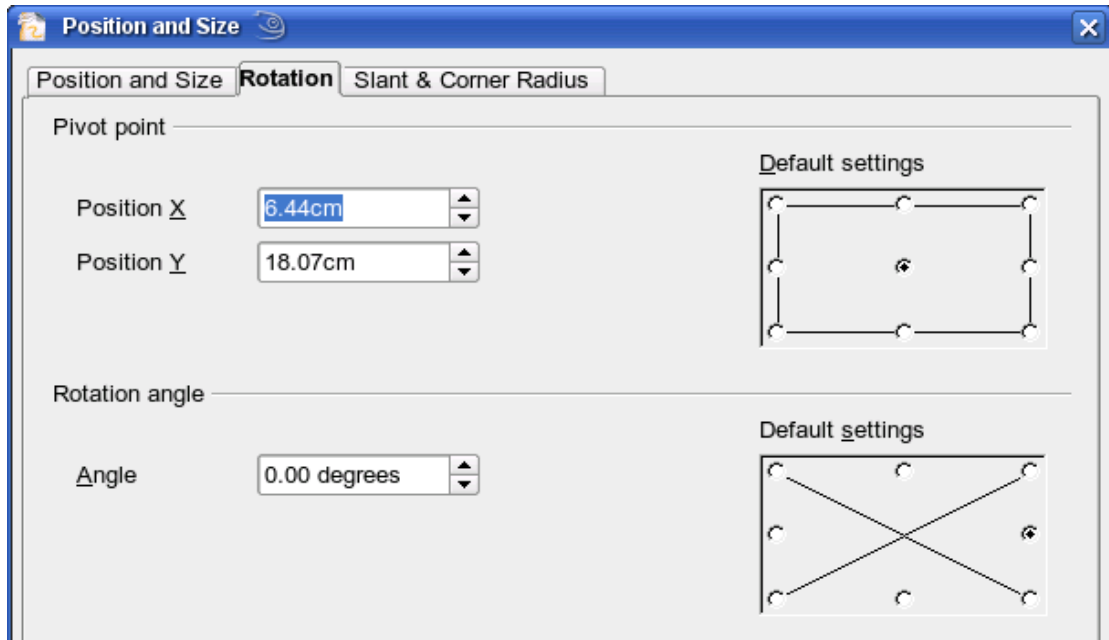 Position and Size
Position and Size Rotation Slant & Corner Radius
Pivot point
Default settings
Position X 6.44cm
Position Y 18.07cm
Rotation angle
Default settings
Angle 0.00 degrees